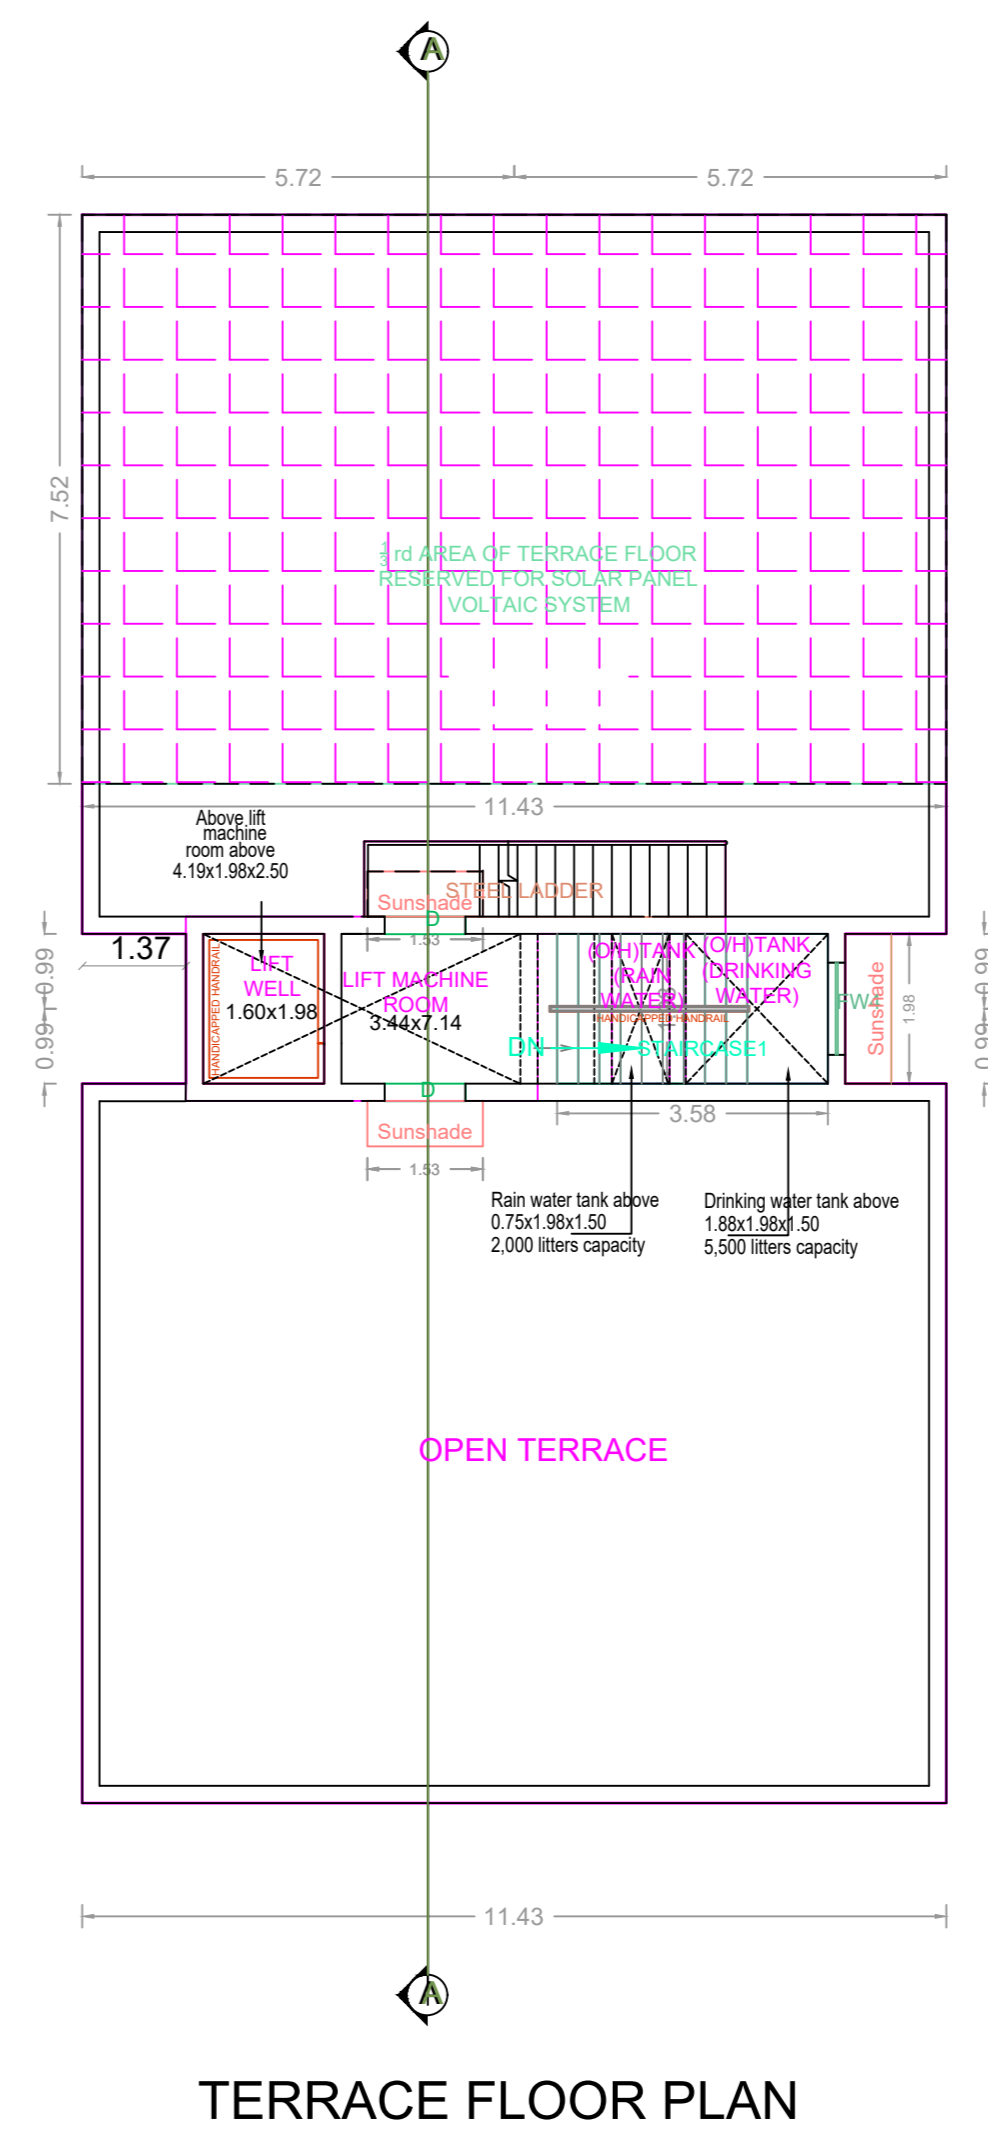 A
5.72
5.72
7.52
1/3 rd AREA OF TERRACE FLOOR
RESERVED FOR SOLAR PANEL
VOLTAIC SYSTEM
11.43
Above lift
machine
room above
4.19x1.98x2.50
STEEL LADDER
Sunshade
D
1.53
0.99
0.99
1.37
HANDICAPPED HANDRAIL
LIFT
WELL
1.60x1.98
LIFT MACHINE
ROOM
3.44x7.14
(O/H)TANK
(RAIN
WATER)
(O/H)TANK
(DRINKING
WATER)
HANDICAPPED HANDRAIL
DN
STAIRCASE1
FW
Sunshade
1.98
0.99
0.99
D
Sunshade
1.53
3.58
Rain water tank above
0.75x1.98x1.50
2,000 litters capacity
Drinking water tank above
1.88x1.98x1.50
5,500 litters capacity
OPEN TERRACE
11.43
A
TERRACE FLOOR PLAN